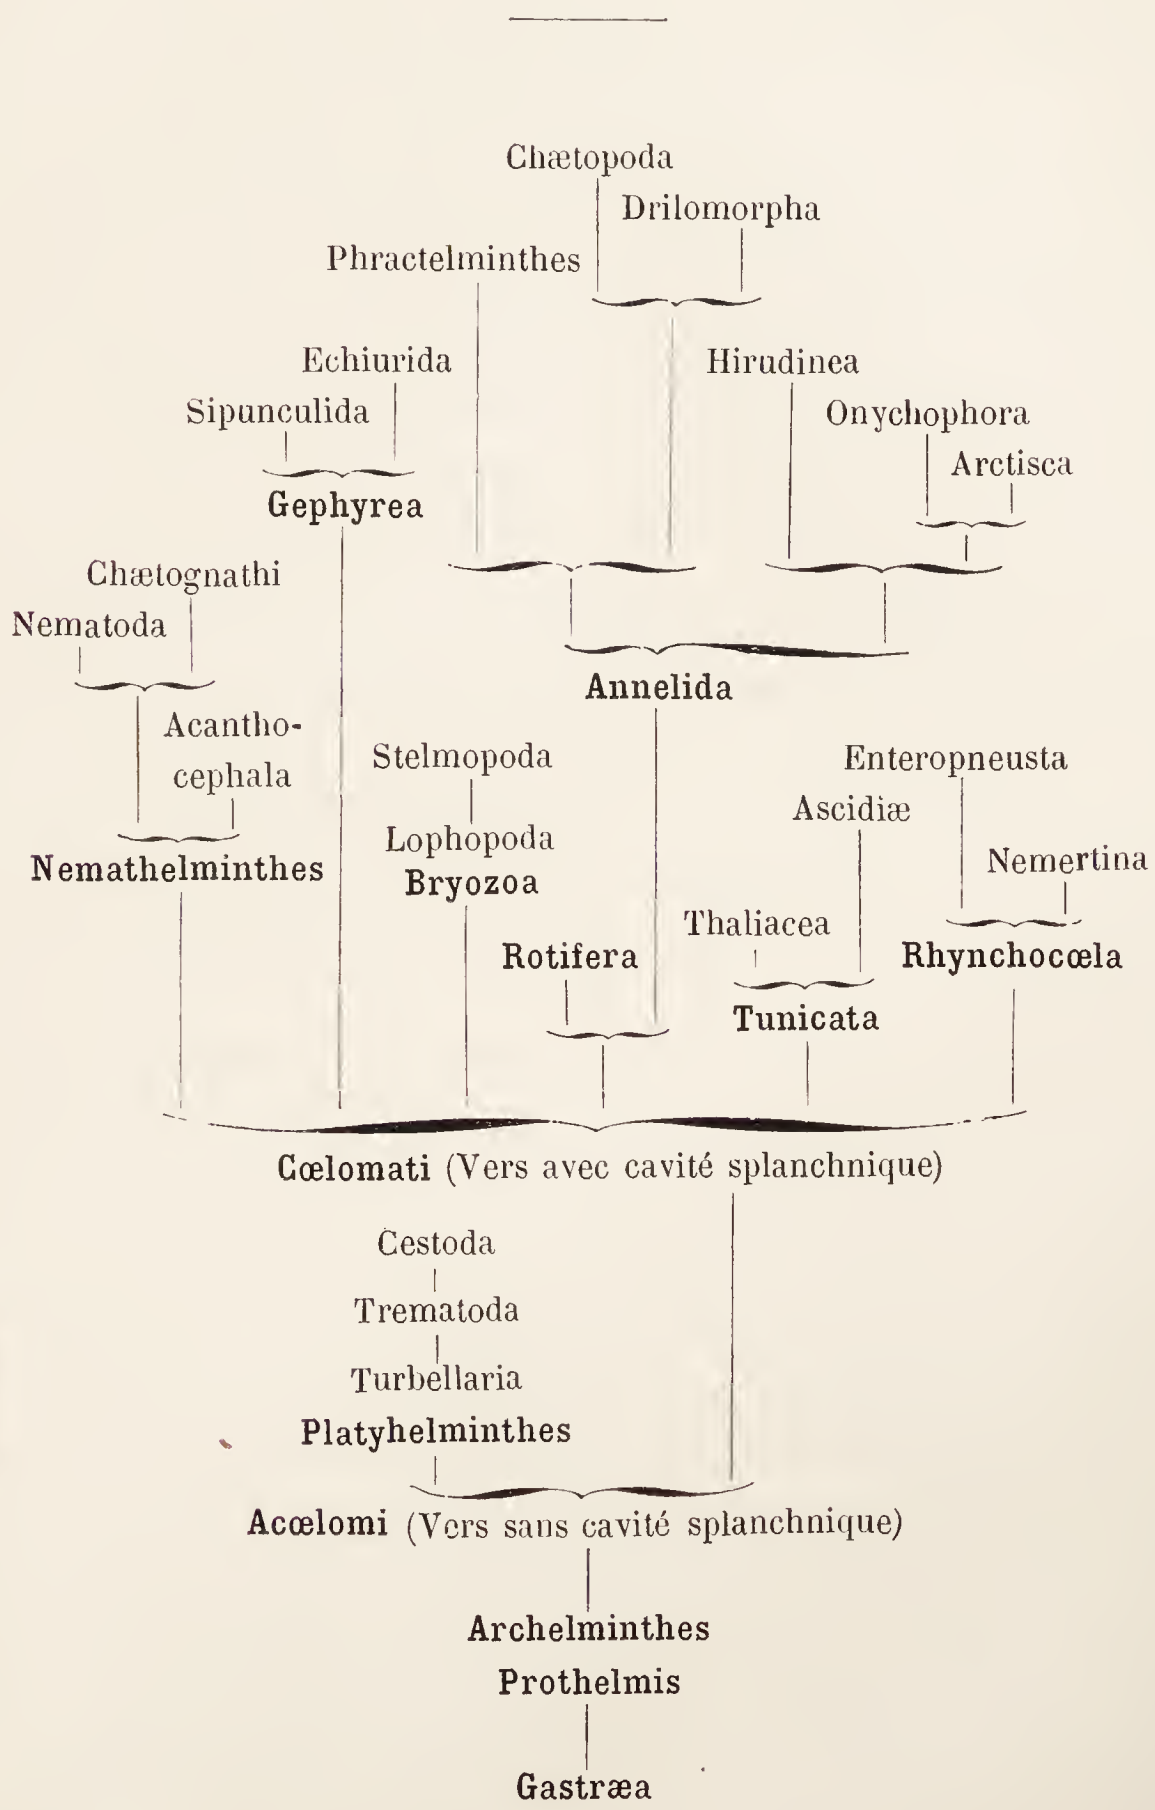 Chætopoda
Drilomorpha
Phractelminthes
Echiurida
Hirudinea
Sipunculida
Onychophora
Arctisca
Gephyrea
Chætognathi
Nematoda
Annelida
Acantho-
cephala
Stelmopoda
Enteropneusta
Ascidiæ
Lophopoda
Nemertina
Nemathelminthes
Bryozoa
Thaliacea
Rotifera
Rhynchocœla
Tunicata
Cœlomati (Vers avec cavité splanchnique)
Cestoda
Trematoda
Turbellaria
Platyhelminthes
Acœlomi (Vers sans cavité splanchnique)
Archelminthes
Prothelmis
Gastræa